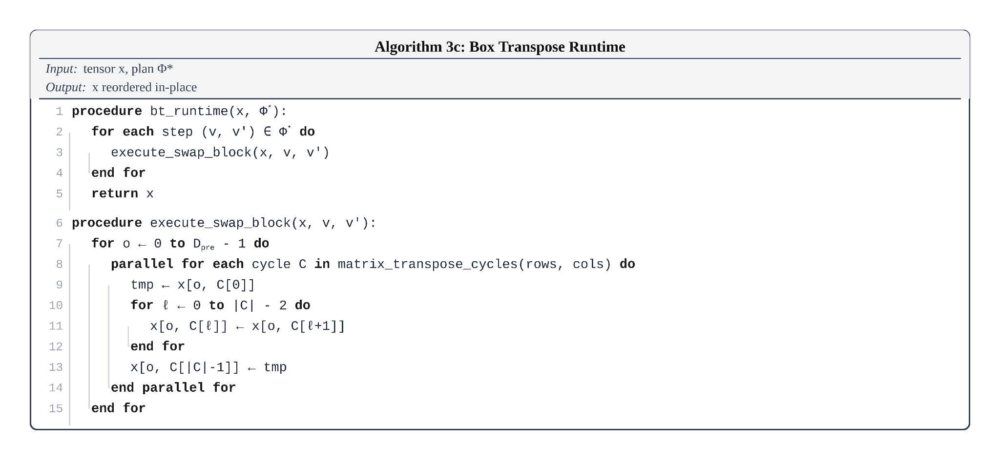 Algorithm 3c: Box Transpose Runtime
Input: tensor x, plan Φ*
Output: x reordered in-place
1 procedure bt_runtime(x, Φ*):
2 for each step (v, v') ∈ Φ* do
3 execute_swap_block(x, v, v')
4 end for
5 return x
6 procedure execute_swap_block(x, v, v'):
7 for o ← 0 to Dpre - 1 do
8 parallel for each cycle C in matrix_transpose_cycles(rows, cols) do
9 tmp ← x[o, C[0]]
10 for ℓ ← 0 to |C| - 2 do
11 x[o, C[ℓ]] ← x[o, C[ℓ+1]]
12 end for
13 x[o, C[|C|-1]] ← tmp
14 end parallel for
15 end for